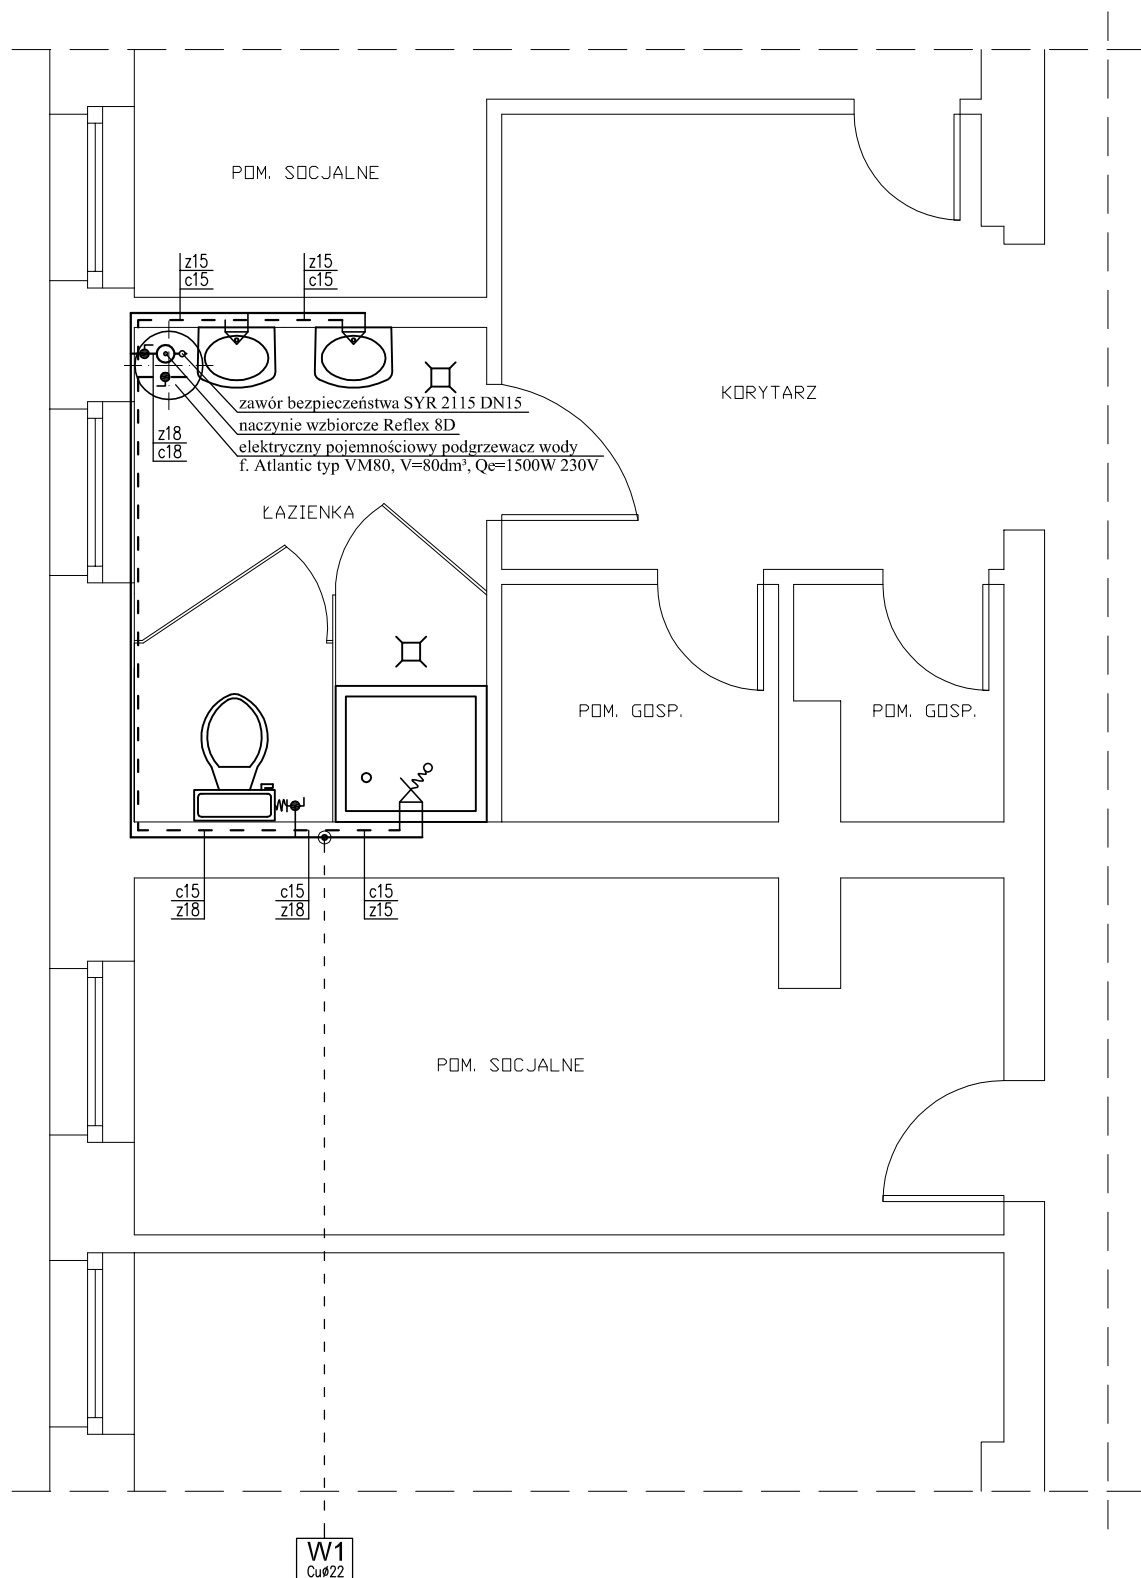 POM. SOCJALNE
z15
c15
z15
c15
KORYTARZ
zawór bezpieczeństwa SYR 2115 DN15
naczynie wzbiorcze Reflex 8D
elektryczny pojemnościowy podgrzewacz wody
f. Atlantic typ VM80, V=80dm³, Qe=1500W 230V
z18
c18
ŁAZIENKA
POM. GOSP.
POM. GOSP.
c15
z18
c15
z18
c15
z15
POM. SOCJALNE
W1
Cuø22